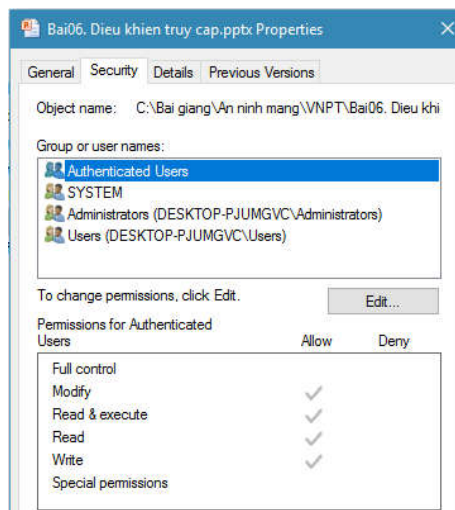 Bai06. Dieu khien truy cap.pptx Properties
General Security Details Previous Versions
Object name: C:\Bai giang\An ninh mang\VNPT\Bai06. Dieu khi
Group or user names:
Authenticated Users
SYSTEM
Administrators (DESKTOP-PJUMGVC\Administrators)
Users (DESKTOP-PJUMGVC\Users)
To change permissions, click Edit.
Edit...
Permissions for Authenticated
Users Allow Deny
Full control
Modify
Read & execute
Read
Write
Special permissions